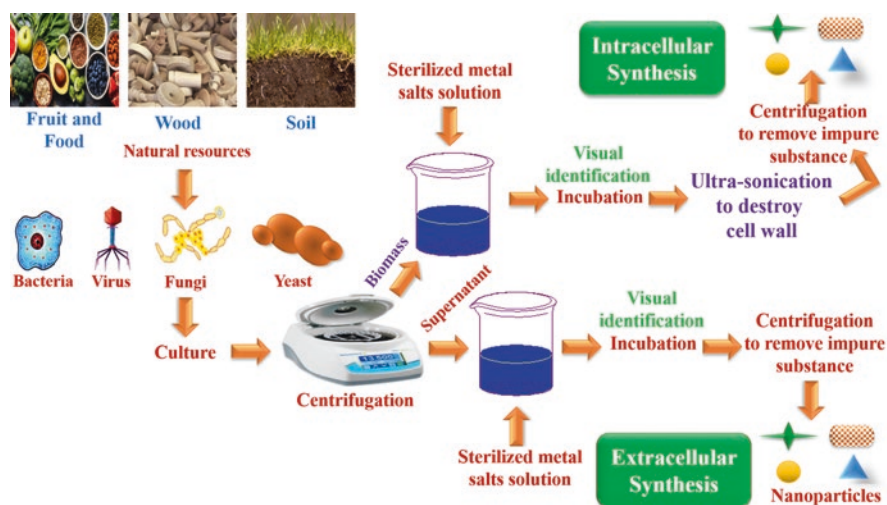 Fruit and
Food
Wood
Soil
Natural resources
Bacteria
Virus
Fungi
Yeast
Culture
Centrifugation
Biomass
Supernatant
Sterilized metal
salts solution
Visual
identification
Incubation
Ultra-sonication
to destroy
cell wall
Centrifugation
to remove impure
substance
Intracellular
Synthesis
Sterilized metal
salts solution
Visual
identification
Incubation
Centrifugation
to remove impure
substance
Extracellular
Synthesis
Nanoparticles